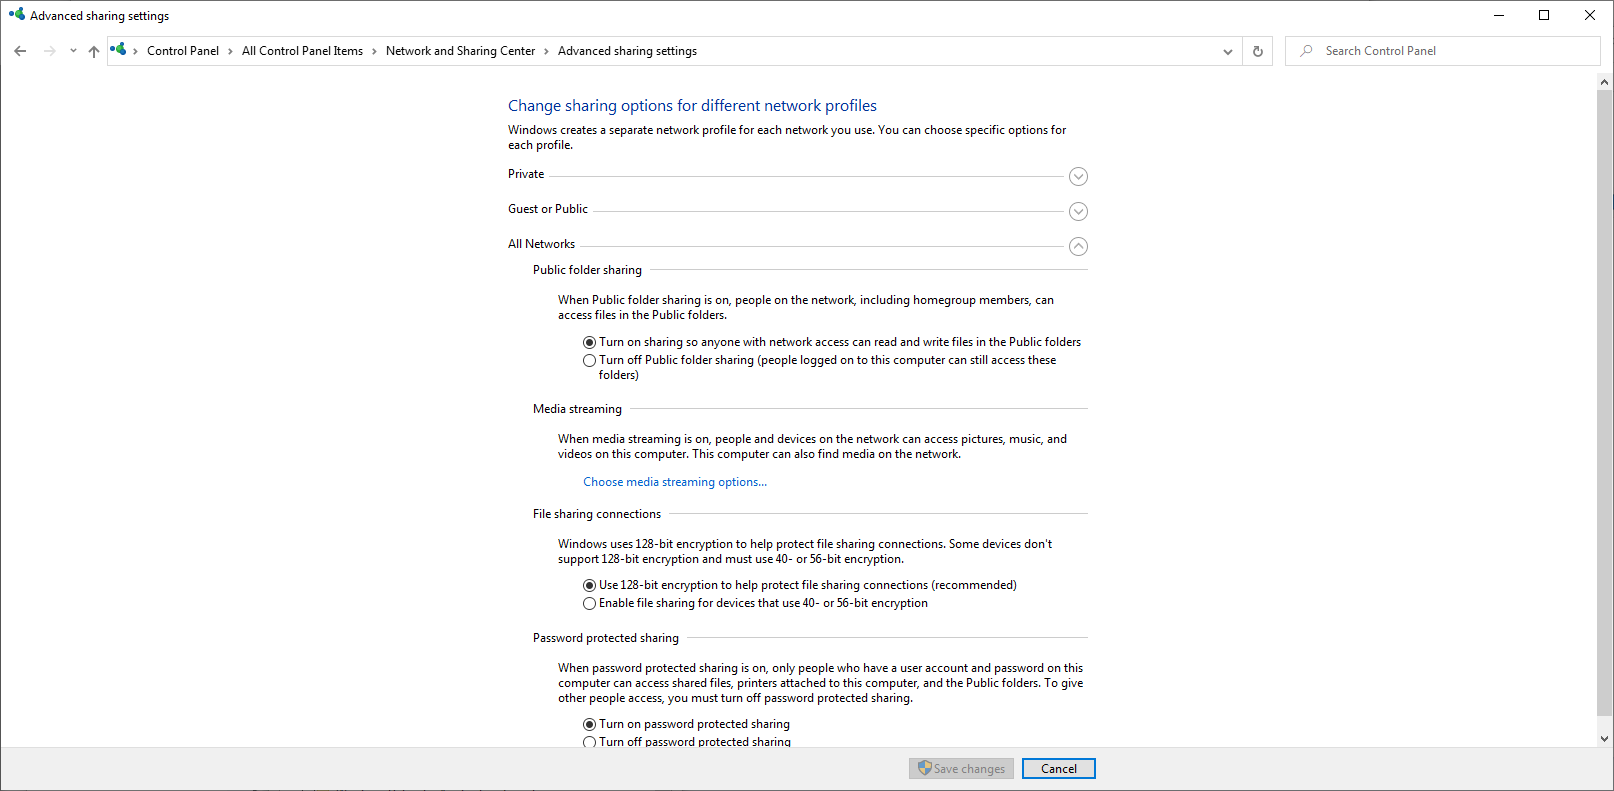 Advanced sharing settings
Control Panel > All Control Panel Items > Network and Sharing Center > Advanced sharing settings
Search Control Panel
Change sharing options for different network profiles
Windows creates a separate network profile for each network you use. You can choose specific options for
each profile.
Private
Guest or Public
All Networks
Public folder sharing
When Public folder sharing is on, people on the network, including homegroup members, can
access files in the Public folders.
Turn on sharing so anyone with network access can read and write files in the Public folders
Turn off Public folder sharing (people logged on to this computer can still access these
folders)
Media streaming
When media streaming is on, people and devices on the network can access pictures, music, and
videos on this computer. This computer can also find media on the network.
Choose media streaming options...
File sharing connections
Windows uses 128-bit encryption to help protect file sharing connections. Some devices don't
support 128-bit encryption and must use 40- or 56-bit encryption.
Use 128-bit encryption to help protect file sharing connections (recommended)
Enable file sharing for devices that use 40- or 56-bit encryption
Password protected sharing
When password protected sharing is on, only people who have a user account and password on this
computer can access shared files, printers attached to this computer, and the Public folders. To give
other people access, you must turn off password protected sharing.
Turn on password protected sharing
Turn off password protected sharing
Save changes
Cancel